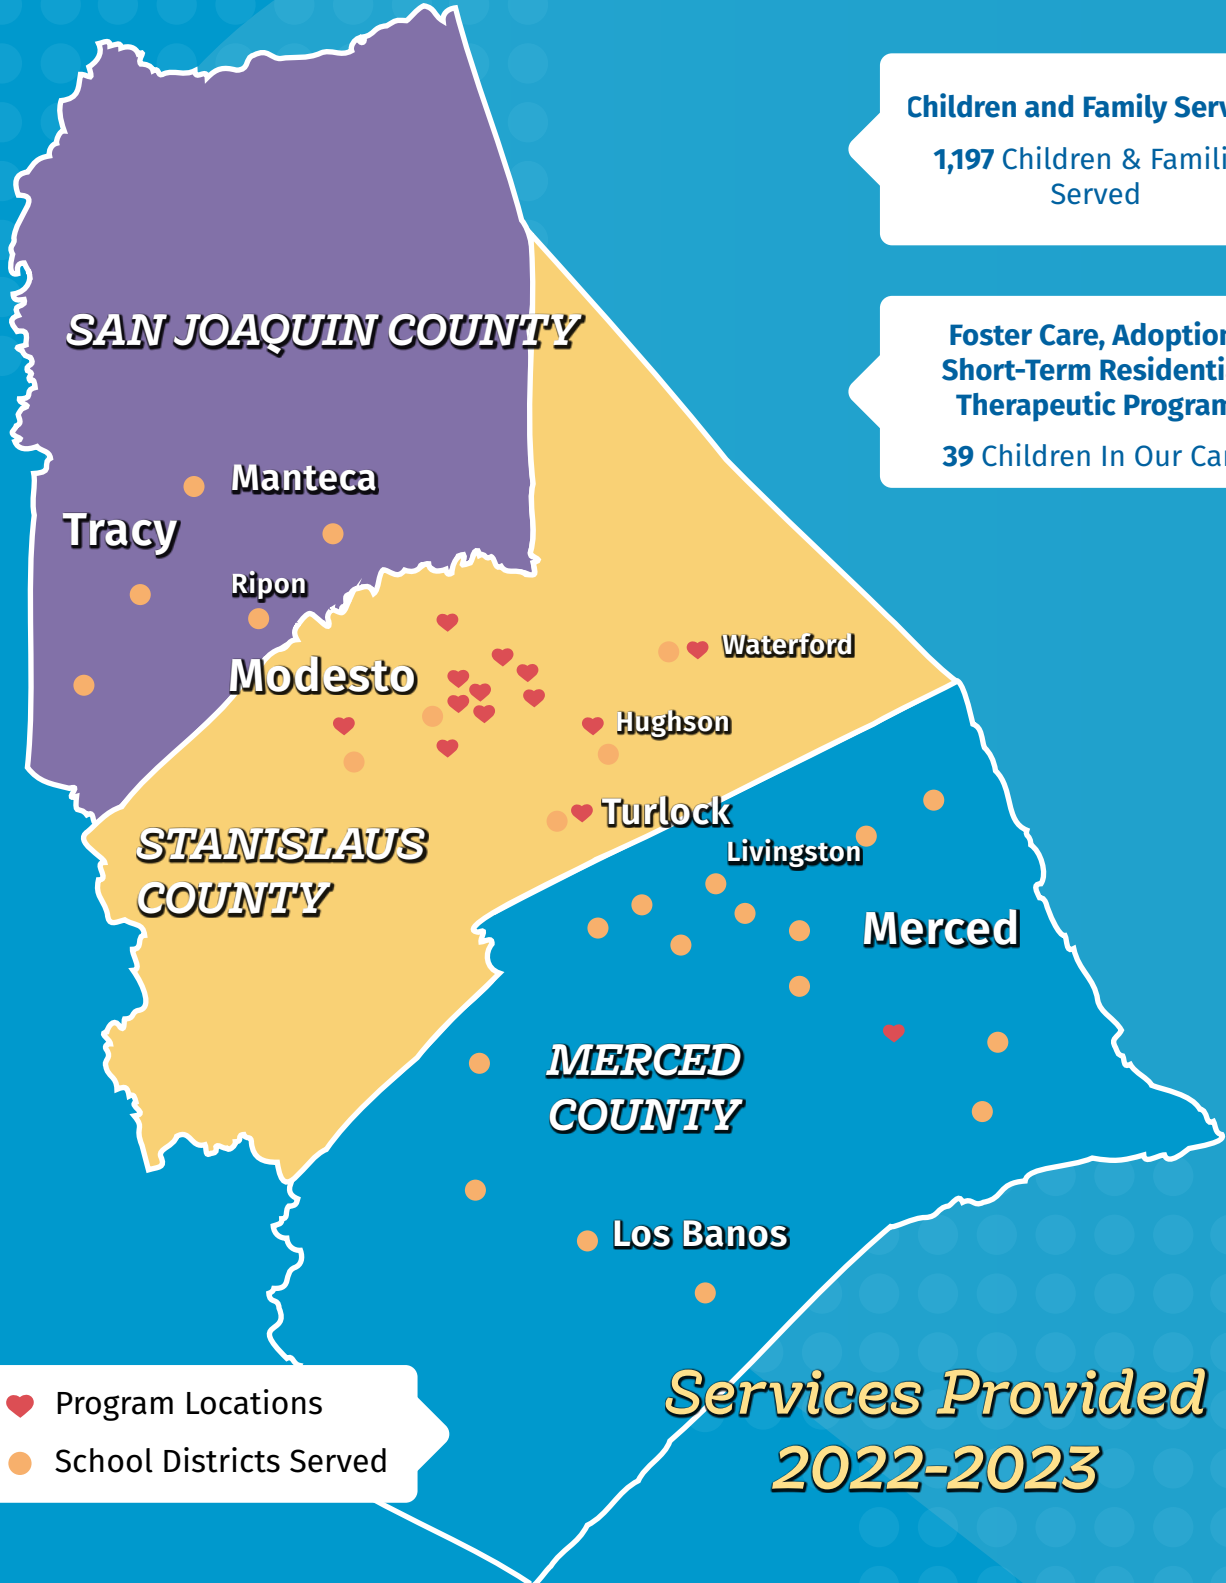 Children and Family Serv
1,197 Children & Famili
Served
Foster Care, Adoption
Short-Term Residenti
Therapeutic Program
39 Children In Our Car
SAN JOAQUIN COUNTY
Manteca
Tracy
Ripon
Modesto
Waterford
Hughson
Turlock
STANISLAUS
COUNTY
Livingston
Merced
MERCED
COUNTY
Los Banos
Program Locations
School Districts Served
Services Provided
2022-2023